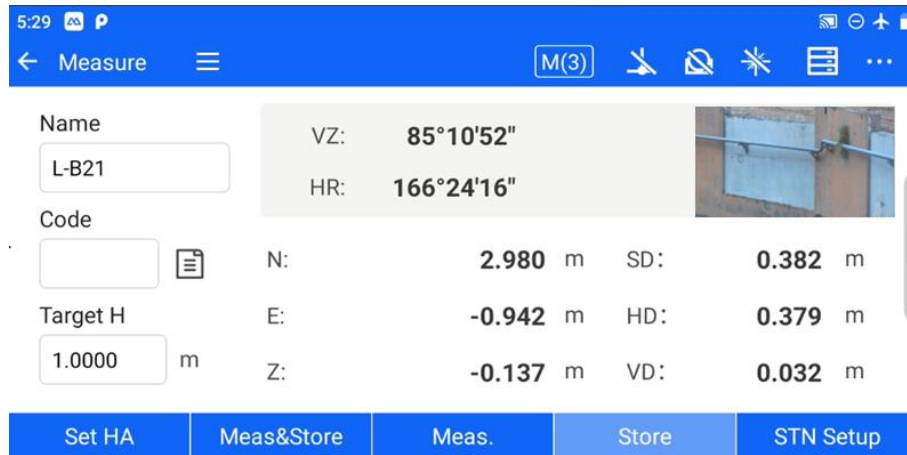 5:29
Measure M(3)
Name
L-B21
Code
Target H
1.0000 m
VZ: 85°10'52"
HR: 166°24'16"
N: 2.980 m SD: 0.382 m
E: -0.942 m HD: 0.379 m
Z: -0.137 m VD: 0.032 m
Set HA Meas&Store Meas. Store STN Setup